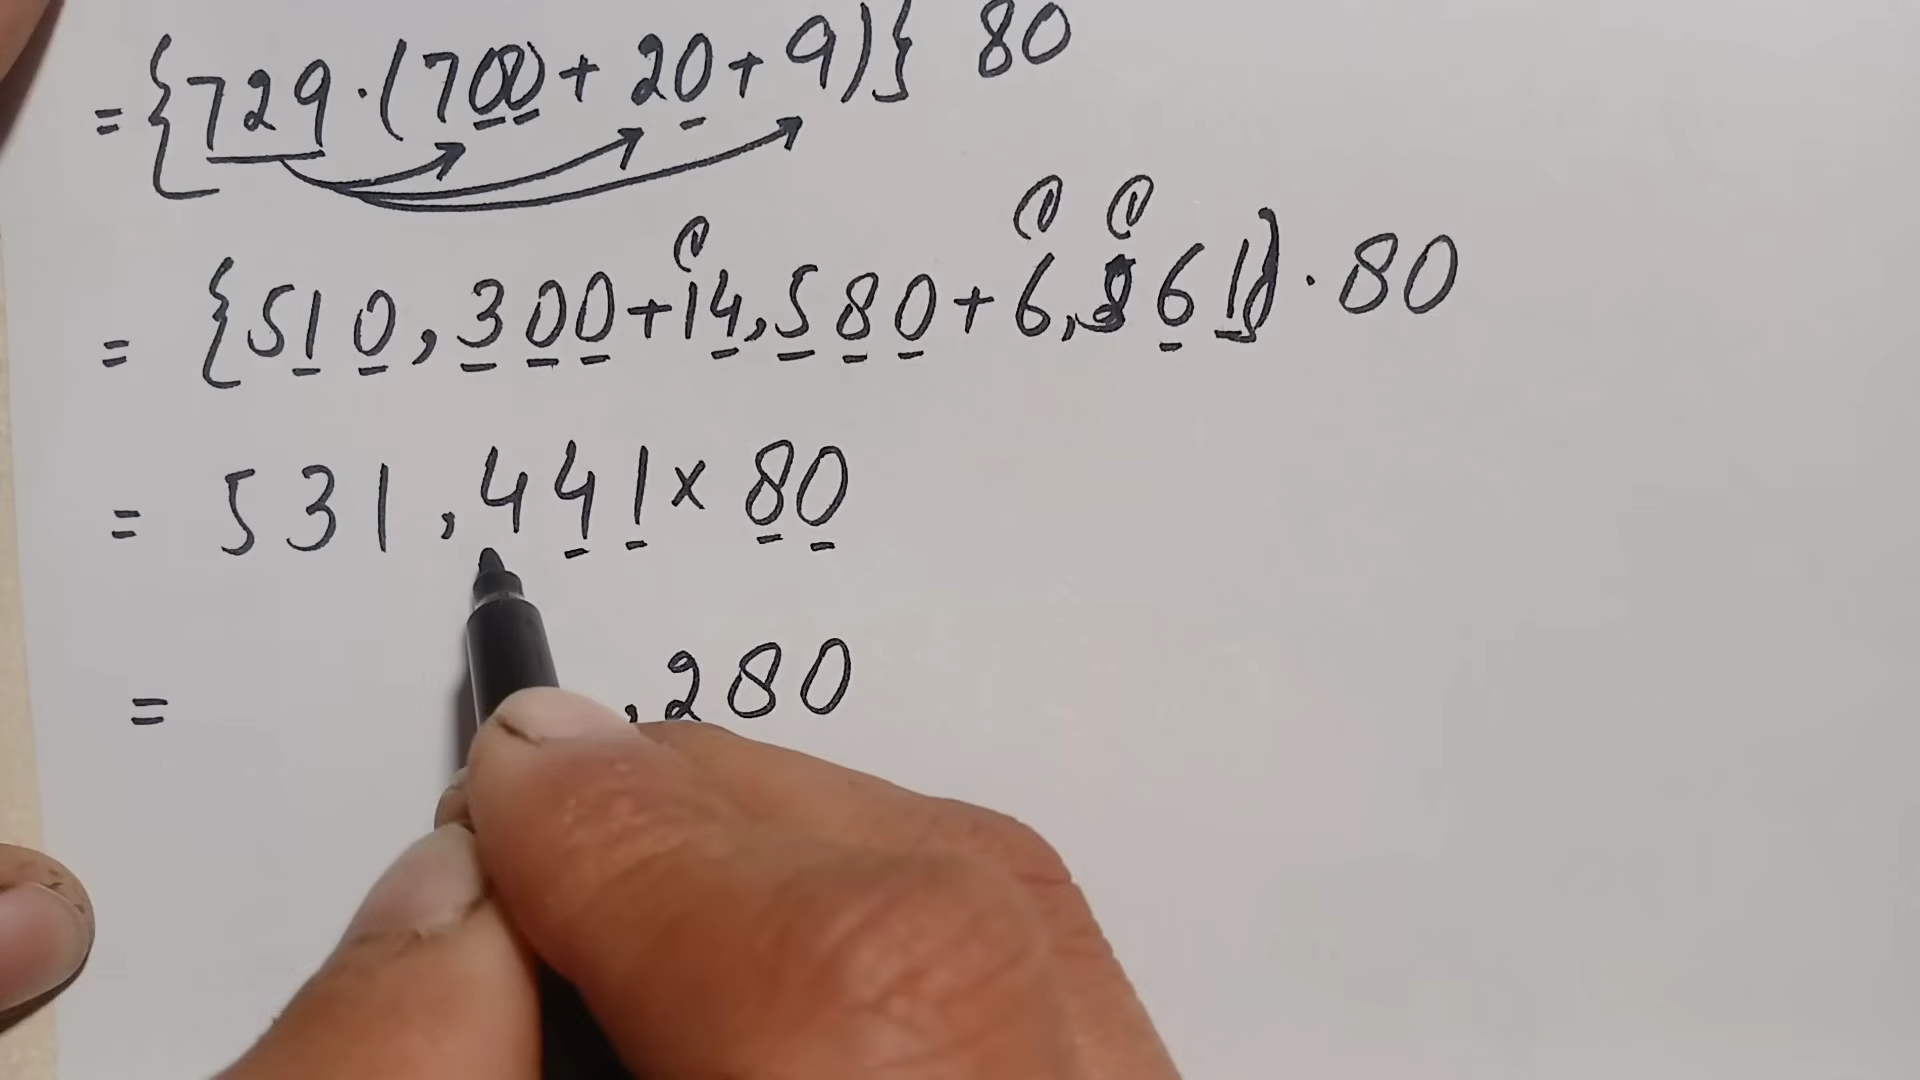 = {729·(700+20+9)} 80
= {510,300+14,580+6,561}·80
= 531,441×80
= ,280